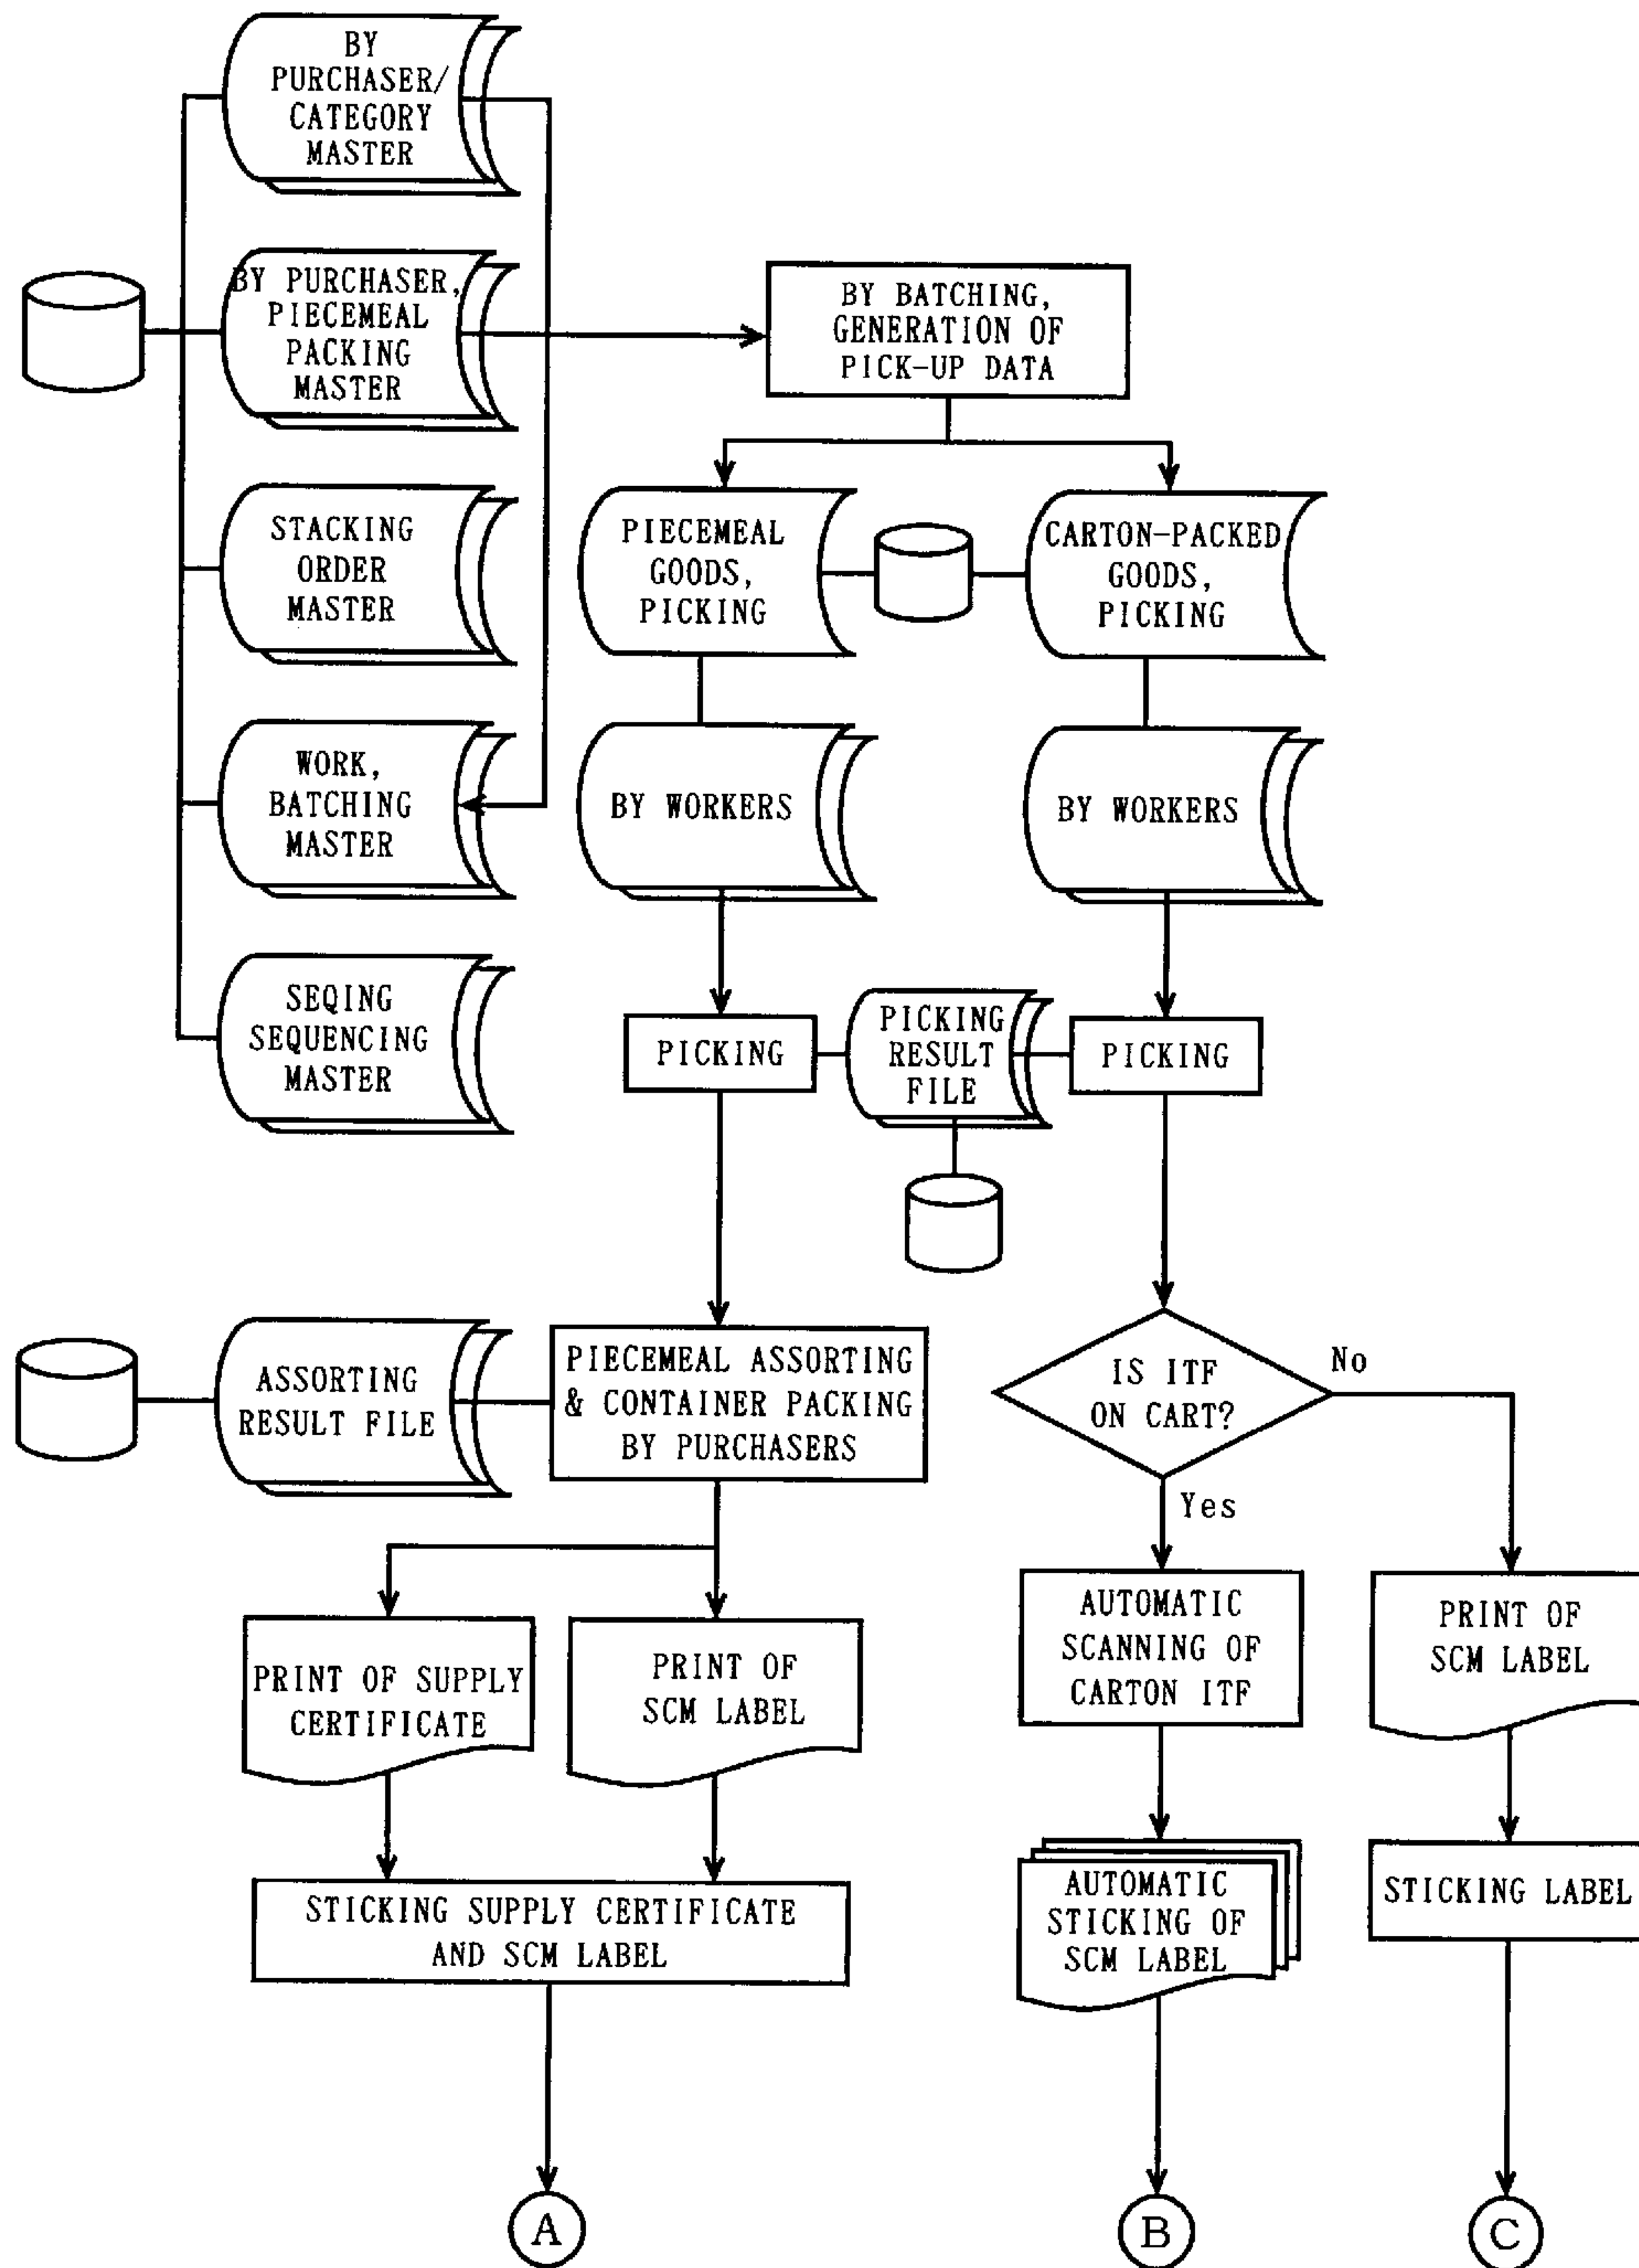 BY
PURCHASER/
CATEGORY
MASTER
BY PURCHASER,
PIECEMEAL
PACKING
MASTER
BY BATCHING,
GENERATION OF
PICK-UP DATA
STACKING
ORDER
MASTER
PIECEMEAL
GOODS,
PICKING
CARTON-PACKED
GOODS,
PICKING
WORK,
BATCHING
MASTER
BY WORKERS
BY WORKERS
SEQING
SEQUENCING
MASTER
PICKING
PICKING
RESULT
FILE
PICKING
ASSORTING
RESULT FILE
PIECEMEAL ASSORTING
& CONTAINER PACKING
BY PURCHASERS
IS ITF
ON CART?
No
Yes
PRINT OF SUPPLY
CERTIFICATE
PRINT OF
SCM LABEL
AUTOMATIC
SCANNING OF
CARTON ITF
PRINT OF
SCM LABEL
STICKING SUPPLY CERTIFICATE
AND SCM LABEL
AUTOMATIC
STICKING OF
SCM LABEL
STICKING LABEL
A
B
C